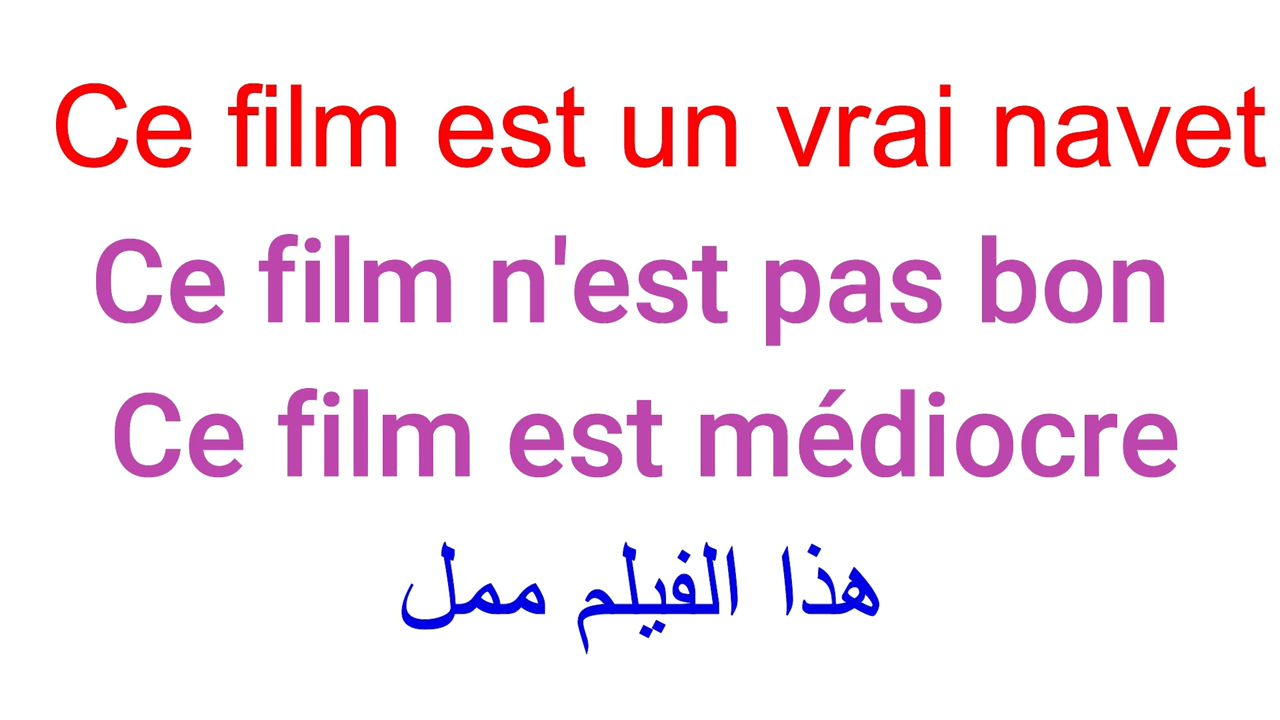 Ce film est un vrai navet
Ce film n'est pas bon
Ce film est médiocre
هذا الفيلم ممل